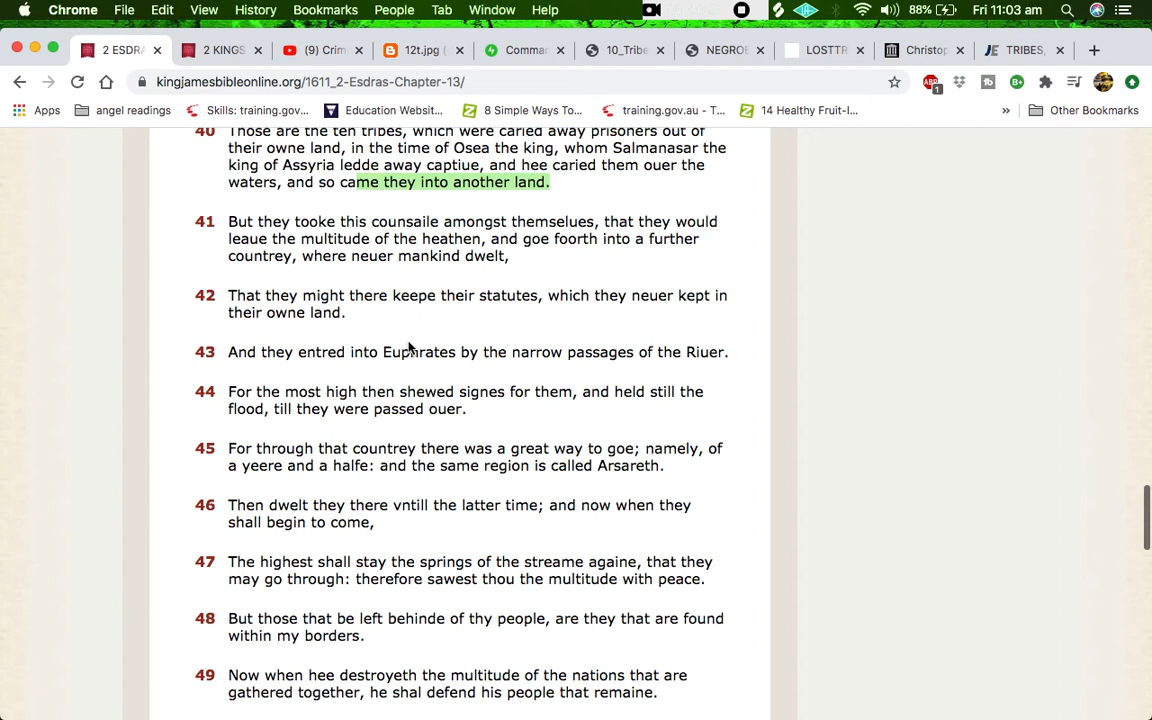 Chrome File Edit View History Bookmarks People Tab Window Help 88% Fri 11:03 am
2 ESDRA 2 KINGS (9) Crim 12t.jpg ( Comma 10_Tribe NEGROE LOSTTR Christop TRIBES,
kingjamesbibleonline.org/1611_2-Esdras-Chapter-13/
Apps angel readings Skills: training.gov... Education Websit... 8 Simple Ways To... training.gov.au - T... 14 Healthy Fruit-I... » Other Bookmarks
40 Those are the ten tribes, which were caried away prisoners out of
their owne land, in the time of Osea the king, whom Salmanasar the
king of Assyria ledde away captiue, and hee caried them ouer the
waters, and so came they into another land.
41 But they tooke this counsaile amongst themselues, that they would
leaue the multitude of the heathen, and goe foorth into a further
countrey, where neuer mankind dwelt,
42 That they might there keepe their statutes, which they neuer kept in
their owne land.
43 And they entred into Euphrates by the narrow passages of the Riuer.
44 For the most high then shewed signes for them, and held still the
flood, till they were passed ouer.
45 For through that countrey there was a great way to goe; namely, of
a yeere and a halfe: and the same region is called Arsareth.
46 Then dwelt they there vntill the latter time; and now when they
shall begin to come,
47 The highest shall stay the springs of the streame againe, that they
may go through: therefore sawest thou the multitude with peace.
48 But those that be left behinde of thy people, are they that are found
within my borders.
49 Now when hee destroyeth the multitude of the nations that are
gathered together, he shal defend his people that remaine.